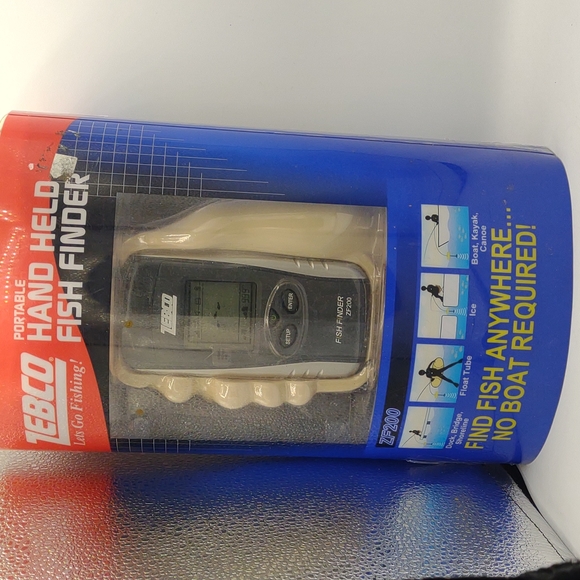 ZEBCO
Lets Go Fishing!
PORTABLE
HAND HELD
FISH FINDER
ZEBCO
SETUP
ENTER
FISH FINDER
ZF200
ZF200
Dock, Bridge,
Shoreline
Float Tube
Ice
Boat, Kayak,
Canoe
FIND FISH ANYWHERE...
NO BOAT REQUIRED!